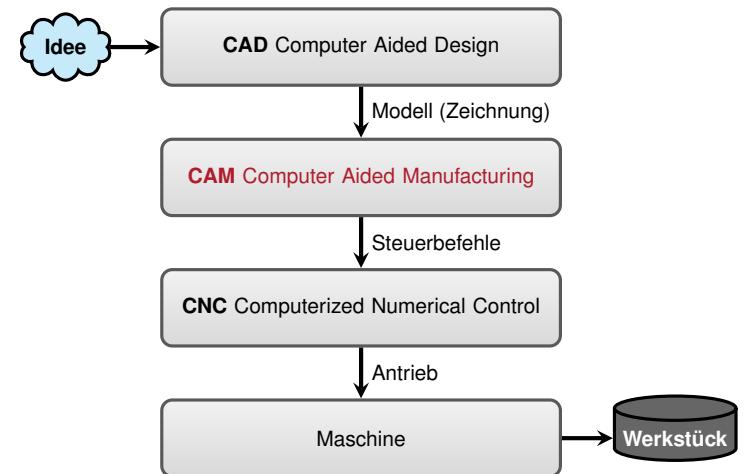 Idee
CAD Computer Aided Design
Modell (Zeichnung)
CAM Computer Aided Manufacturing
Steuerbefehle
CNC Computerized Numerical Control
Antrieb
Maschine
Werkstück